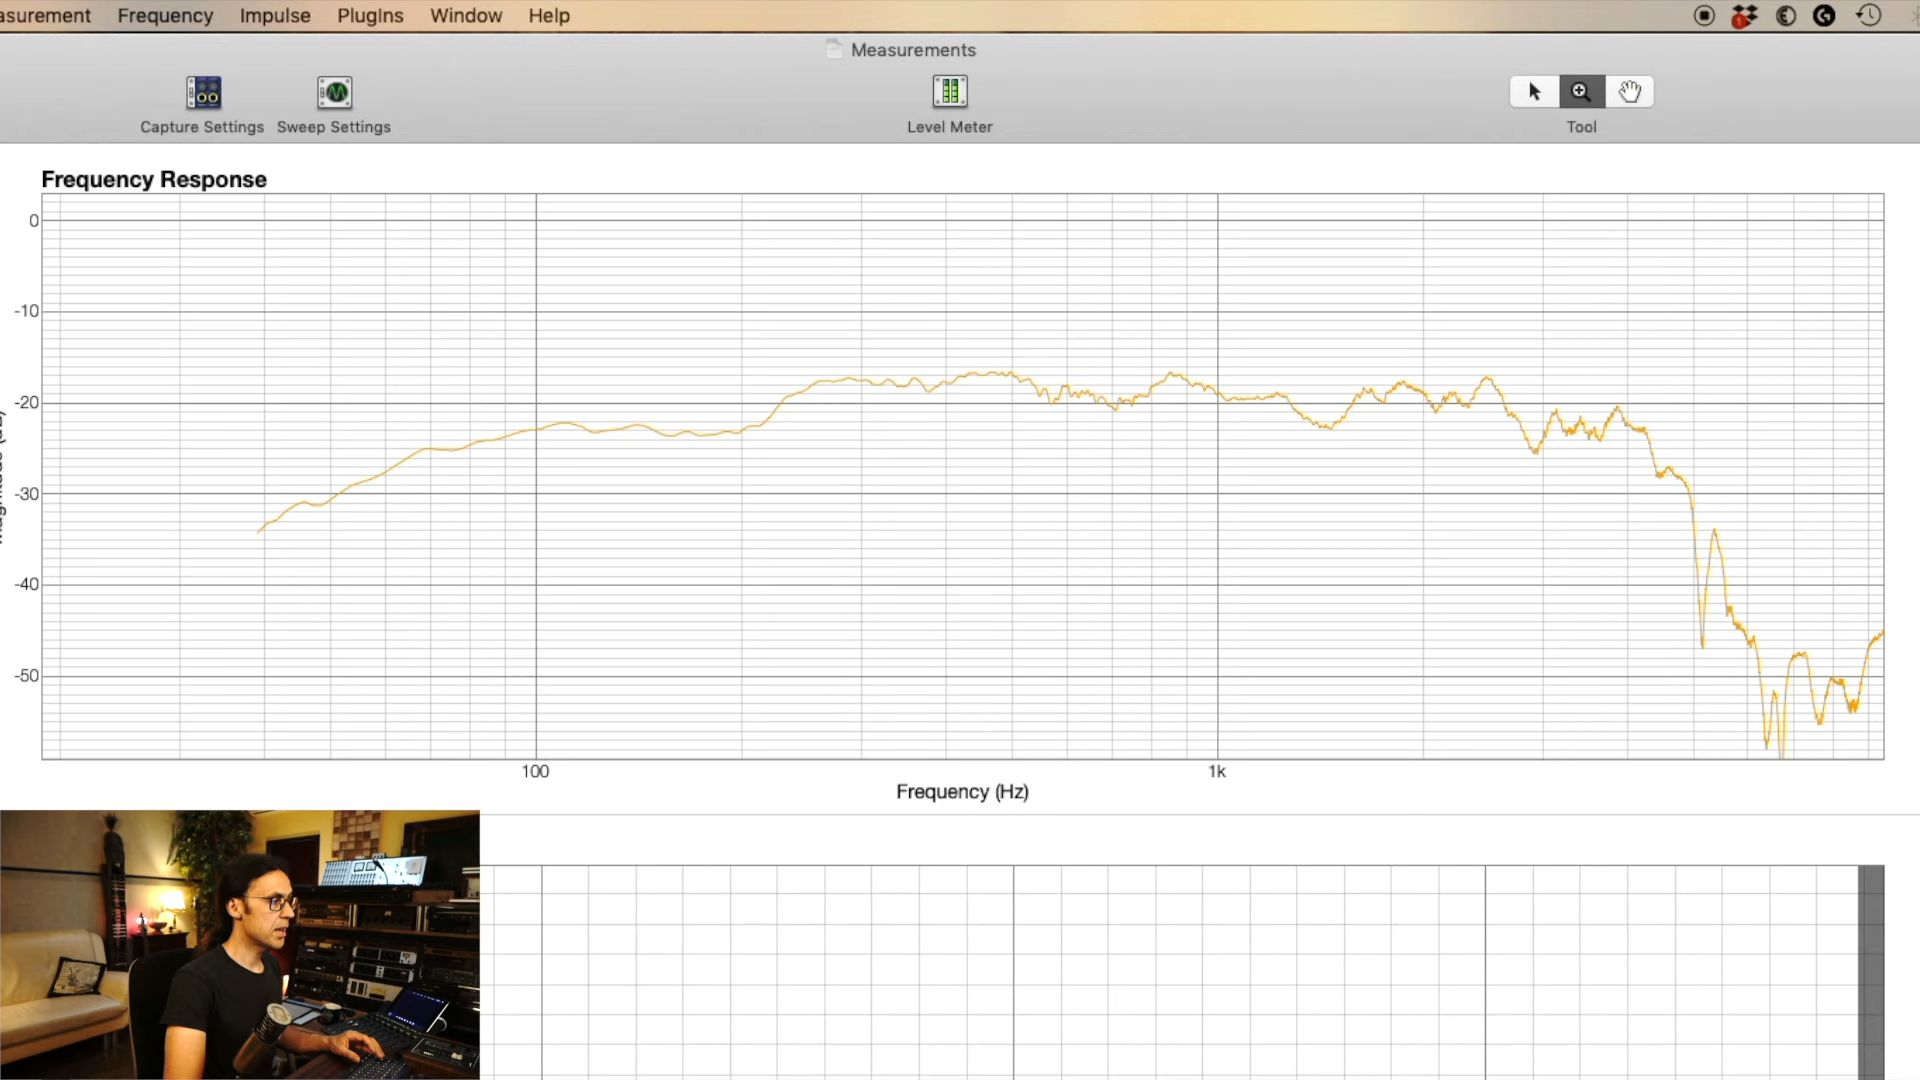 asurement Frequency Impulse PlugIns Window Help
1
Measurements
Capture Settings Sweep Settings Level Meter Tool
Frequency Response
0
-10
-20
-30
-40
-50
100 1k
Frequency (Hz)